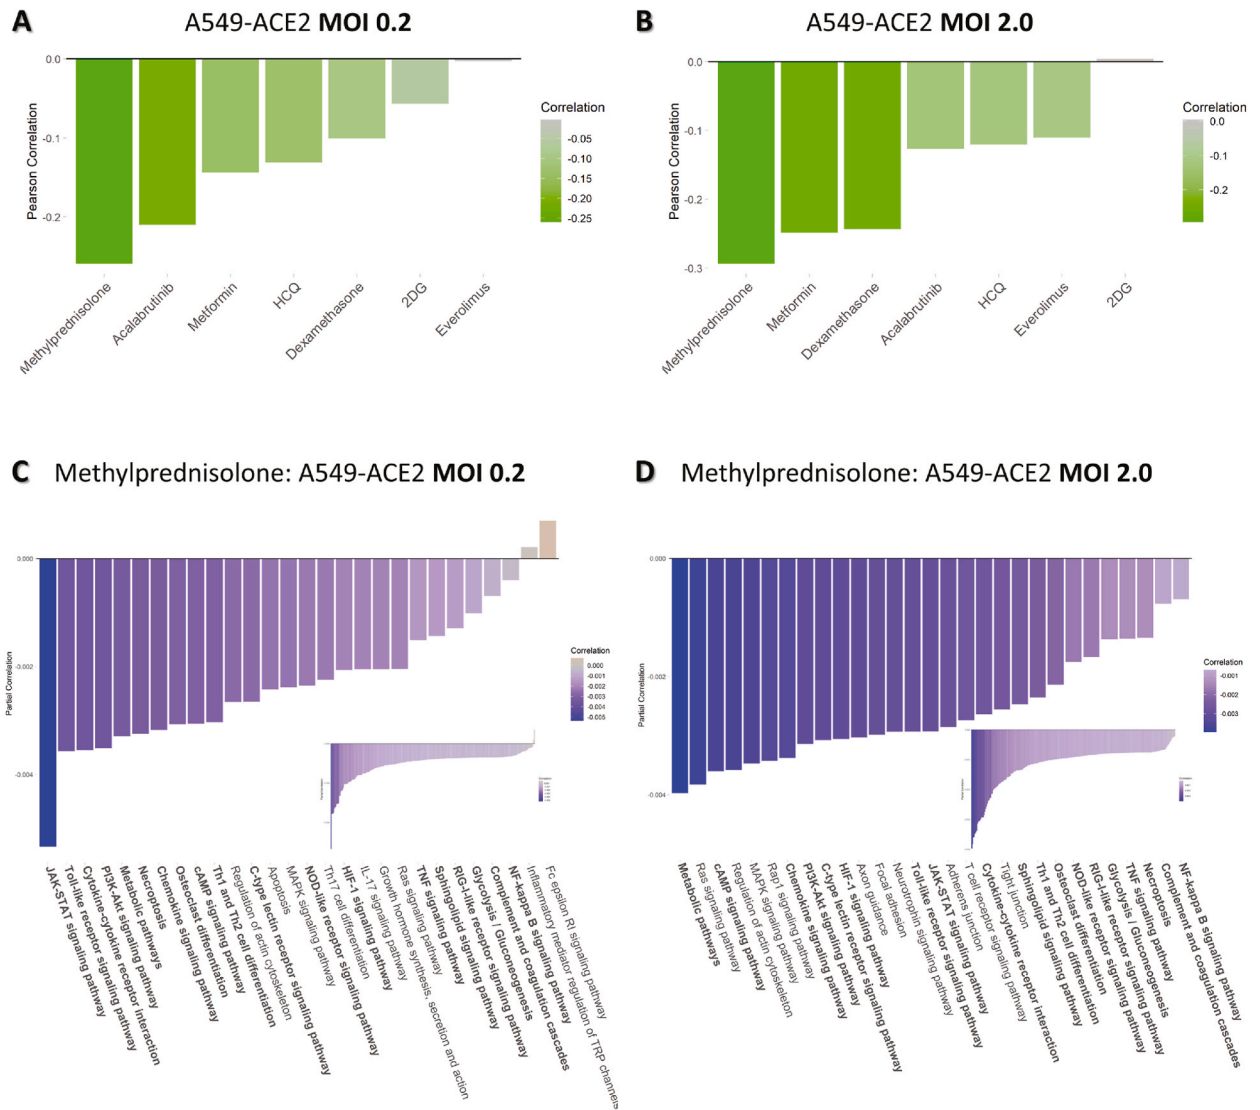 A
A549-ACE2 MOI 0.2
0.0
-0.1
-0.2
Pearson Correlation
Methylprednisolone
Acalabrutinib
Metformin
HCQ
Dexamethasone
2DG
Everolimus
Correlation
-0.05
-0.10
-0.15
-0.20
-0.25
B
A549-ACE2 MOI 2.0
0.0
-0.1
-0.2
-0.3
Pearson Correlation
Methylprednisolone
Metformin
Dexamethasone
Acalabrutinib
HCQ
Everolimus
2DG
Correlation
0.0
-0.1
-0.2
C
Methylprednisolone: A549-ACE2 MOI 0.2
0.000
-0.002
-0.004
Partial Correlation
JAK-STAT signaling pathway
Toll-like receptor signaling pathway
Cytokine-cytokine receptor interaction
PI3K-Akt signaling pathway
Metabolic pathways
Necroptosis
Chemokine signaling pathway
Osteoclast differentiation
cAMP signaling pathway
Th1 and Th2 cell differentiation
Regulation of actin cytoskeleton
C-type lectin receptor signaling pathway
Apoptosis
MAPK signaling pathway
NOD-like receptor signaling pathway
Th17 cell differentiation
HIF-1 signaling pathway
IL-17 signaling pathway
Growth hormone synthesis, secretion and action
Ras signaling pathway
TNF signaling pathway
Sphingolipid signaling pathway
RIG-I-like receptor signaling pathway
Glycolysis / Gluconeogenesis
Complement and coagulation cascades
NF-kappa B signaling pathway
Inflammatory mediator regulation of TRP channels
Fc epsilon RI signaling pathway
Correlation
0.000
-0.001
-0.002
-0.003
-0.004
-0.005
D
Methylprednisolone: A549-ACE2 MOI 2.0
0.000
-0.002
-0.004
Partial Correlation
Metabolic pathways
Ras signaling pathway
cAMP signaling pathway
Regulation of actin cytoskeleton
MAPK signaling pathway
Rap1 signaling pathway
Chemokine signaling pathway
PI3K-Akt signaling pathway
C-type lectin receptor signaling pathway
HIF-1 signaling pathway
Axon guidance
Focal adhesion
Neurotrophin signaling pathway
Toll-like receptor signaling pathway
JAK-STAT signaling pathway
Adherens junction
T cell receptor signaling pathway
Cytokine-cytokine receptor interaction
Tight junction
Sphingolipid signaling pathway
Th1 and Th2 cell differentiation
Osteoclast differentiation
NOD-like receptor signaling pathway
RIG-I-like receptor signaling pathway
Glycolysis / Gluconeogenesis
TNF signaling pathway
Necroptosis
Complement and coagulation cascades
NF-kappa B signaling pathway
Correlation
-0.001
-0.002
-0.003